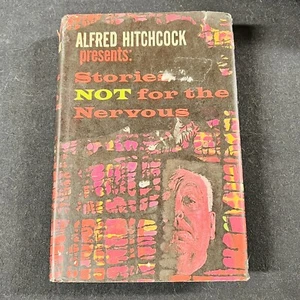 ALFRED HITCHCOCK
presents:
Stories
NOT for the
Nervous